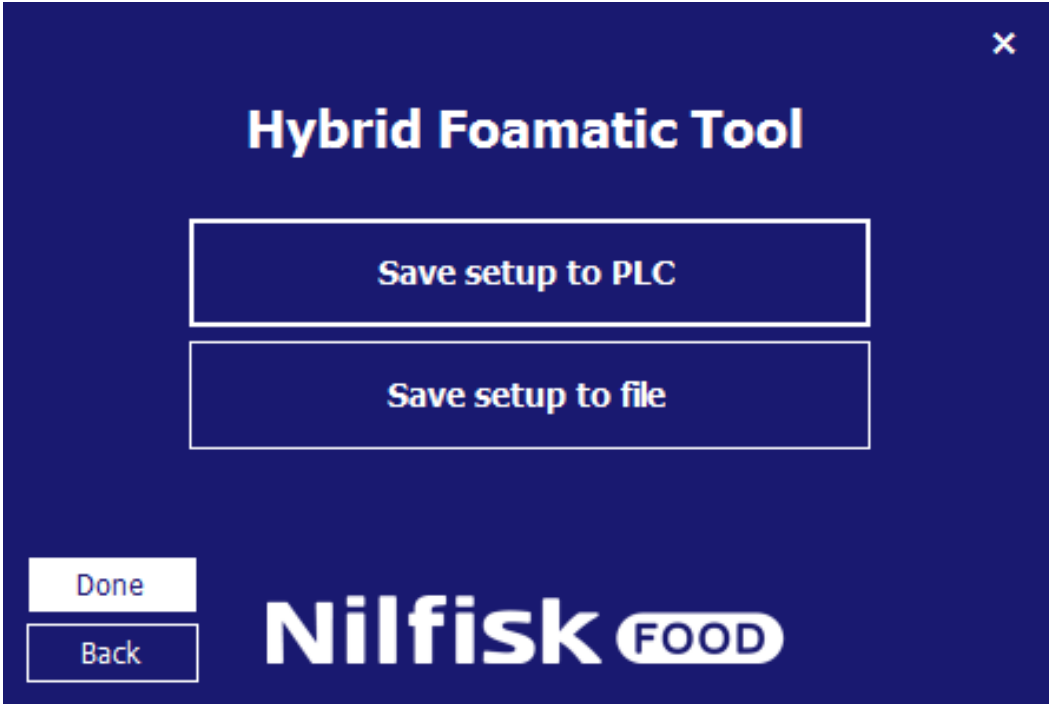 ×
Hybrid Foamatic Tool
Save setup to PLC
Save setup to file
Done
Back
Nilfisk FOOD